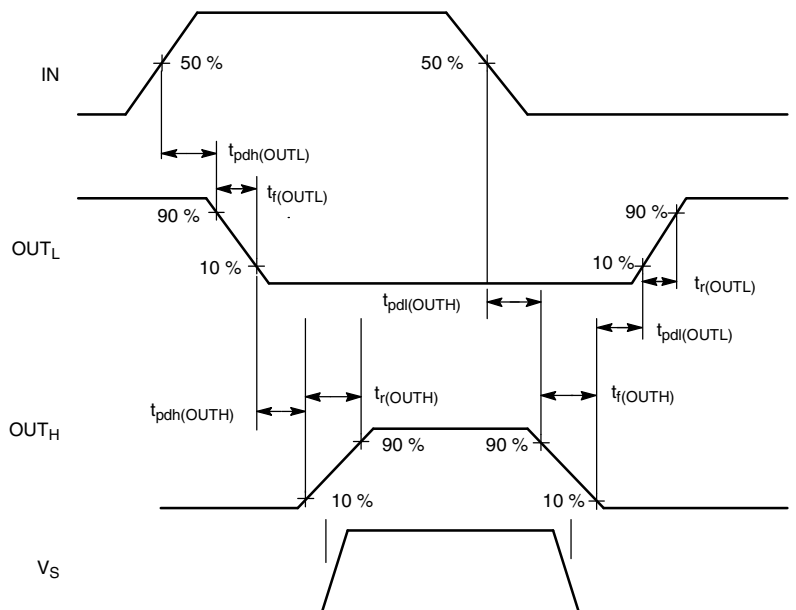 IN
50 %
50 %
tpdh(OUTL)
tf(OUTL)
90 %
90 %
OUTL
10 %
10 %
tr(OUTL)
tpdl(OUTH)
tpdl(OUTL)
tr(OUTH)
tf(OUTH)
tpdh(OUTH)
OUTH
90 %
90 %
10 %
10 %
VS